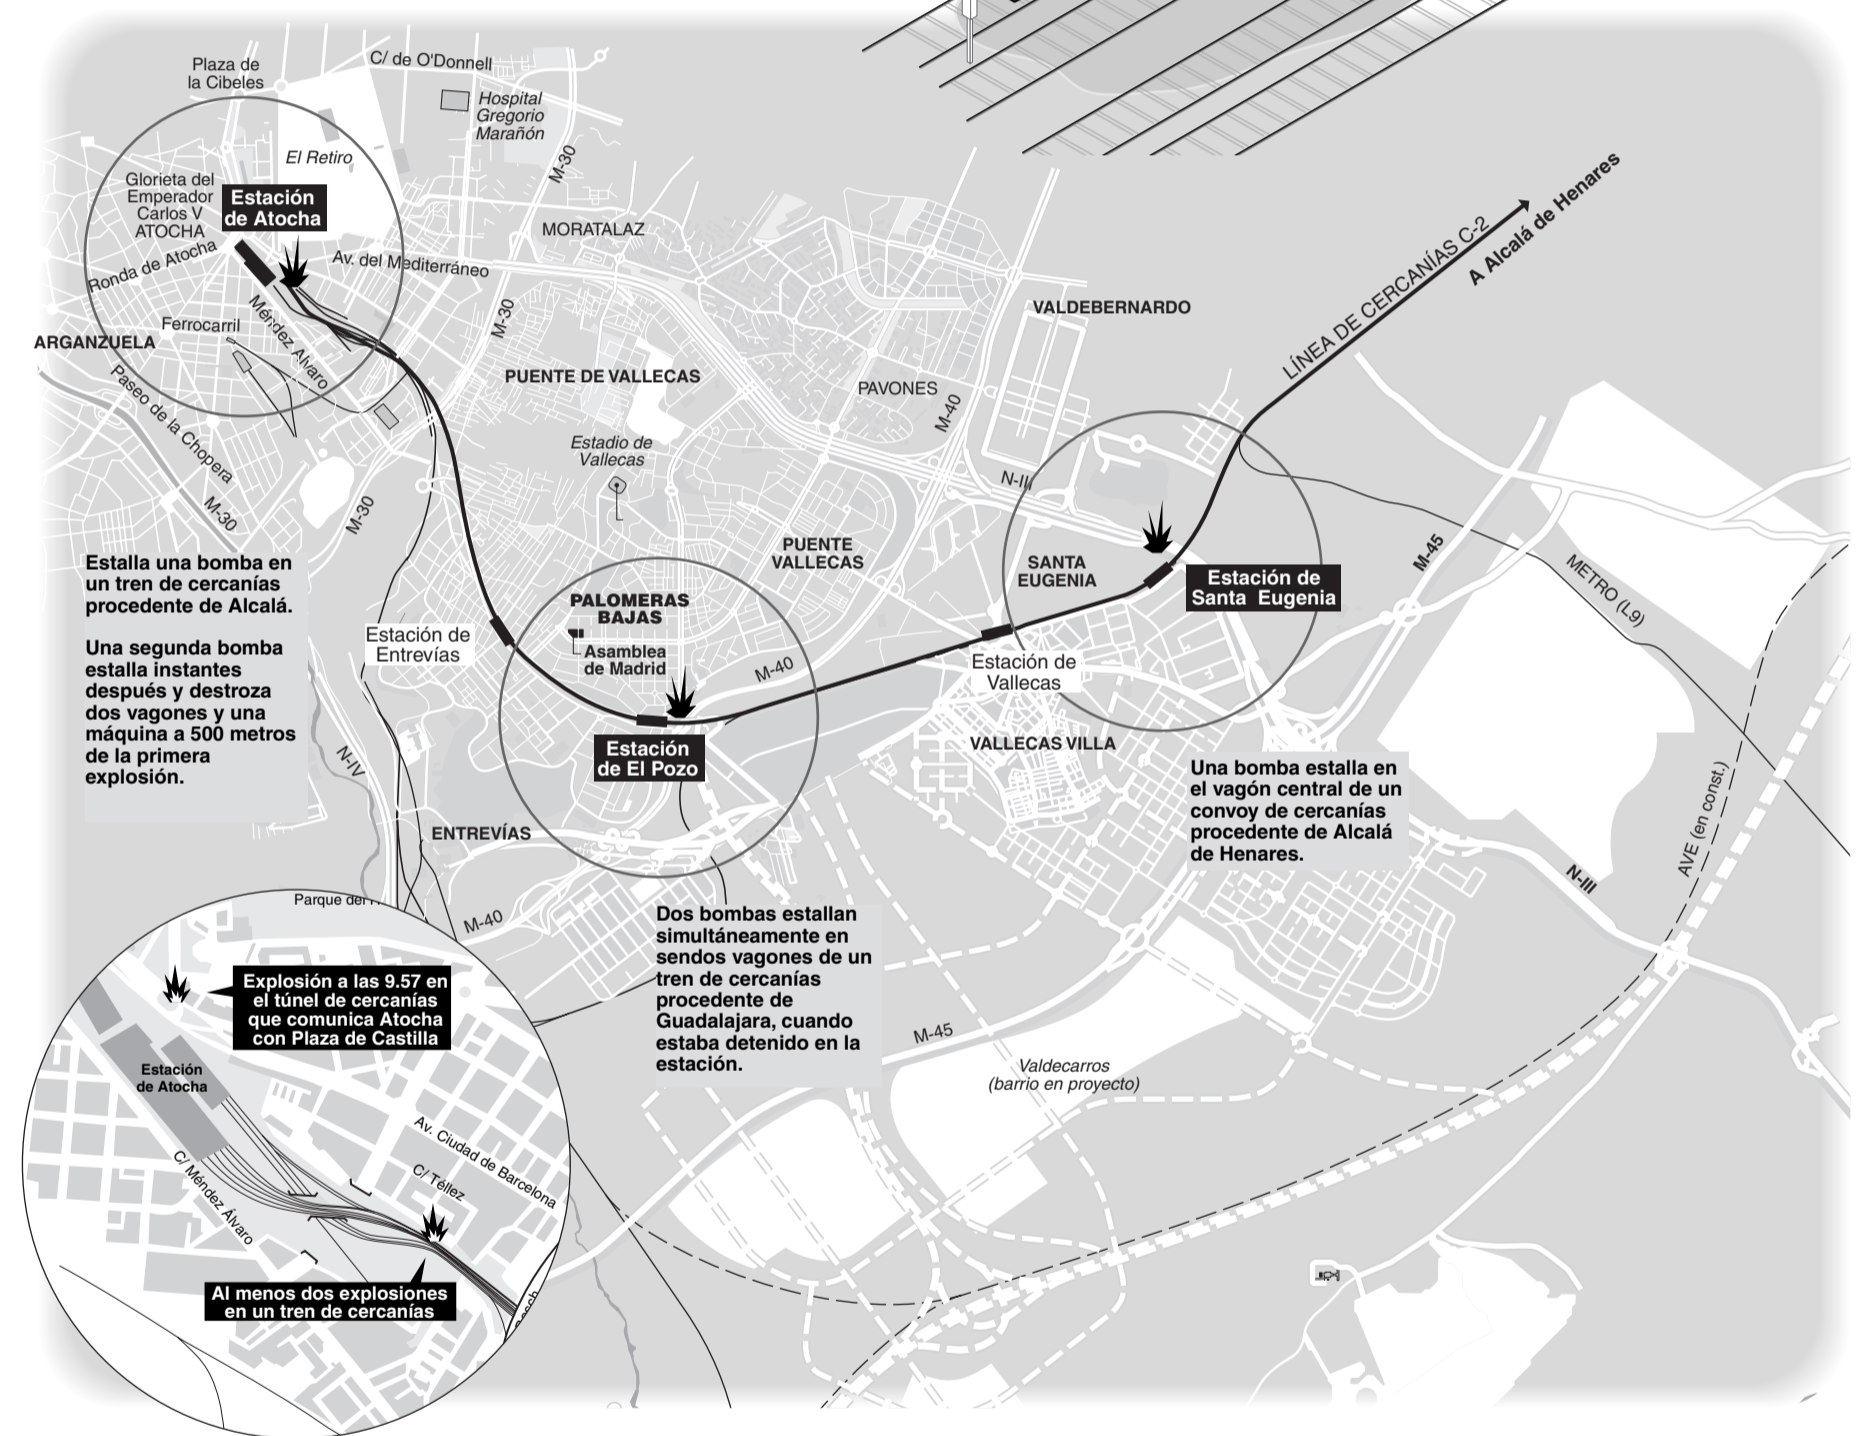 Plaza de
la Cibeles
C/ de O'Donnell
Hospital
Gregorio
Marañón
El Retiro
M-30
Glorieta del
Emperador
Carlos V
ATOCHA
Estación
de Atocha
Ronda de Atocha
Av. del Mediterráneo
MORATALAZ
A Alcalá de Henares
LÍNEA DE CERCANÍAS C-2
VALDEBERNARDO
M-30
Ferrocarril
Méndez Alvaro
ARGANZUELA
PUENTE DE VALLECAS
PAVONES
M-40
Paseo de la Chopera
Estadio de
Vallecas
N-III
M-30
M-30
PUENTE
VALLECAS
SANTA
EUGENIA
Estación de
Santa Eugenia
M-45
METRO (L9)
Estalla una bomba en
un tren de cercanías
procedente de Alcalá.
Una segunda bomba
estalla instantes
después y destroza
dos vagones y una
máquina a 500 metros
de la primera
explosión.
PALOMERAS
BAJAS
Estación de
Entrevías
Asamblea
de Madrid
M-40
Estación de
Vallecas
Estación
de El Pozo
VALLECAS VILLA
N-IV
Una bomba estalla en
el vagón central de un
convoy de cercanías
procedente de Alcalá
de Henares.
AVE (en const.)
ENTREVÍAS
N-III
Parque del
M-40
Dos bombas estallan
simultáneamente en
sendos vagones de un
tren de cercanías
procedente de
Guadalajara, cuando
estaba detenido en la
estación.
M-45
Valdecarros
(barrio en proyecto)
Explosión a las 9.57 en
el túnel de cercanías
que comunica Atocha
con Plaza de Castilla
Estación
de Atocha
Av. Ciudad de Barcelona
C/ Téllez
C/ Méndez Álvaro
Al menos dos explosiones
en un tren de cercanías